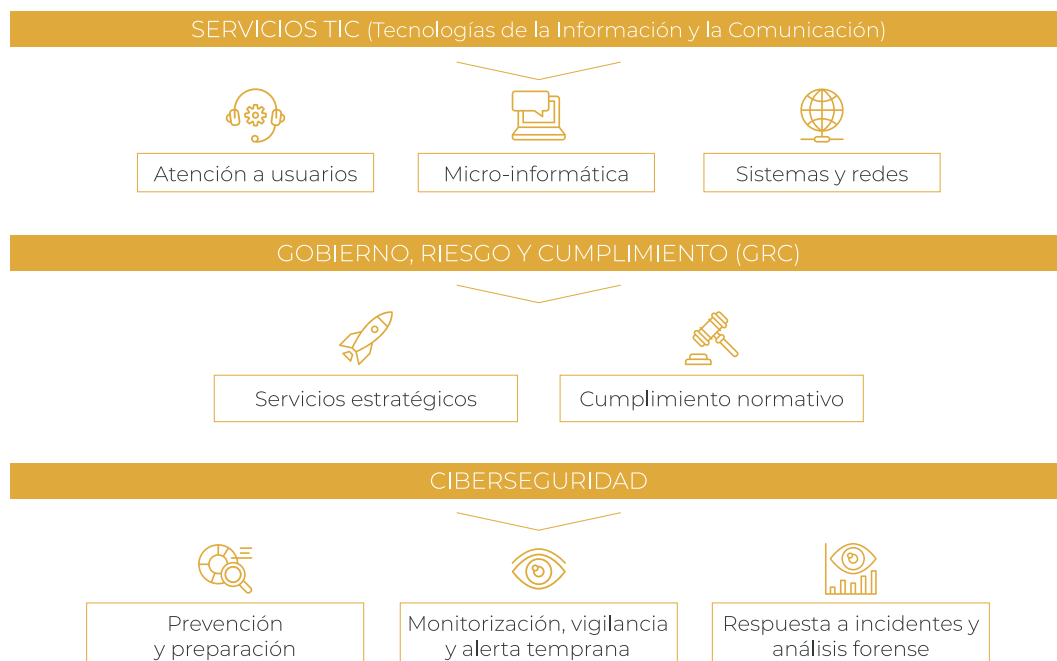 SERVICIOS TIC (Tecnologías de la Información y la Comunicación)
Atención a usuarios
Micro-informática
Sistemas y redes
GOBIERNO, RIESGO Y CUMPLIMIENTO (GRC)
Servicios estratégicos
Cumplimiento normativo
CIBERSEGURIDAD
Prevención
y preparación
Monitorización, vigilancia
y alerta temprana
Respuesta a incidentes y
análisis forense